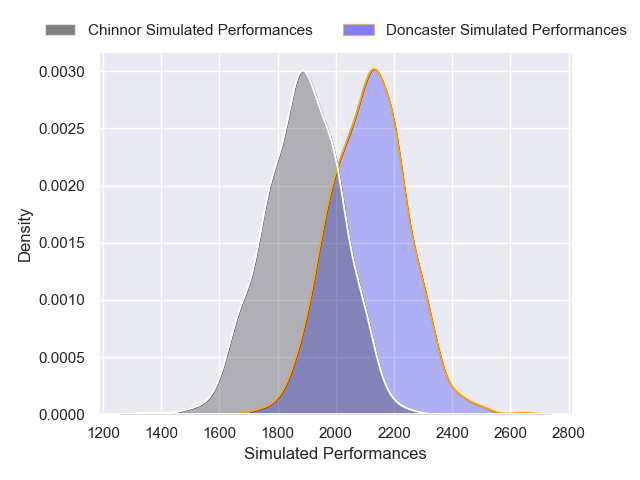 Chinnor Simulated Performances Doncaster Simulated Performances
0.0030
0.0025
0.0020
0.0015
0.0010
0.0005
0.0000
Density
1200 1400 1600 1800 2000 2200 2400 2600 2800
Simulated Performances